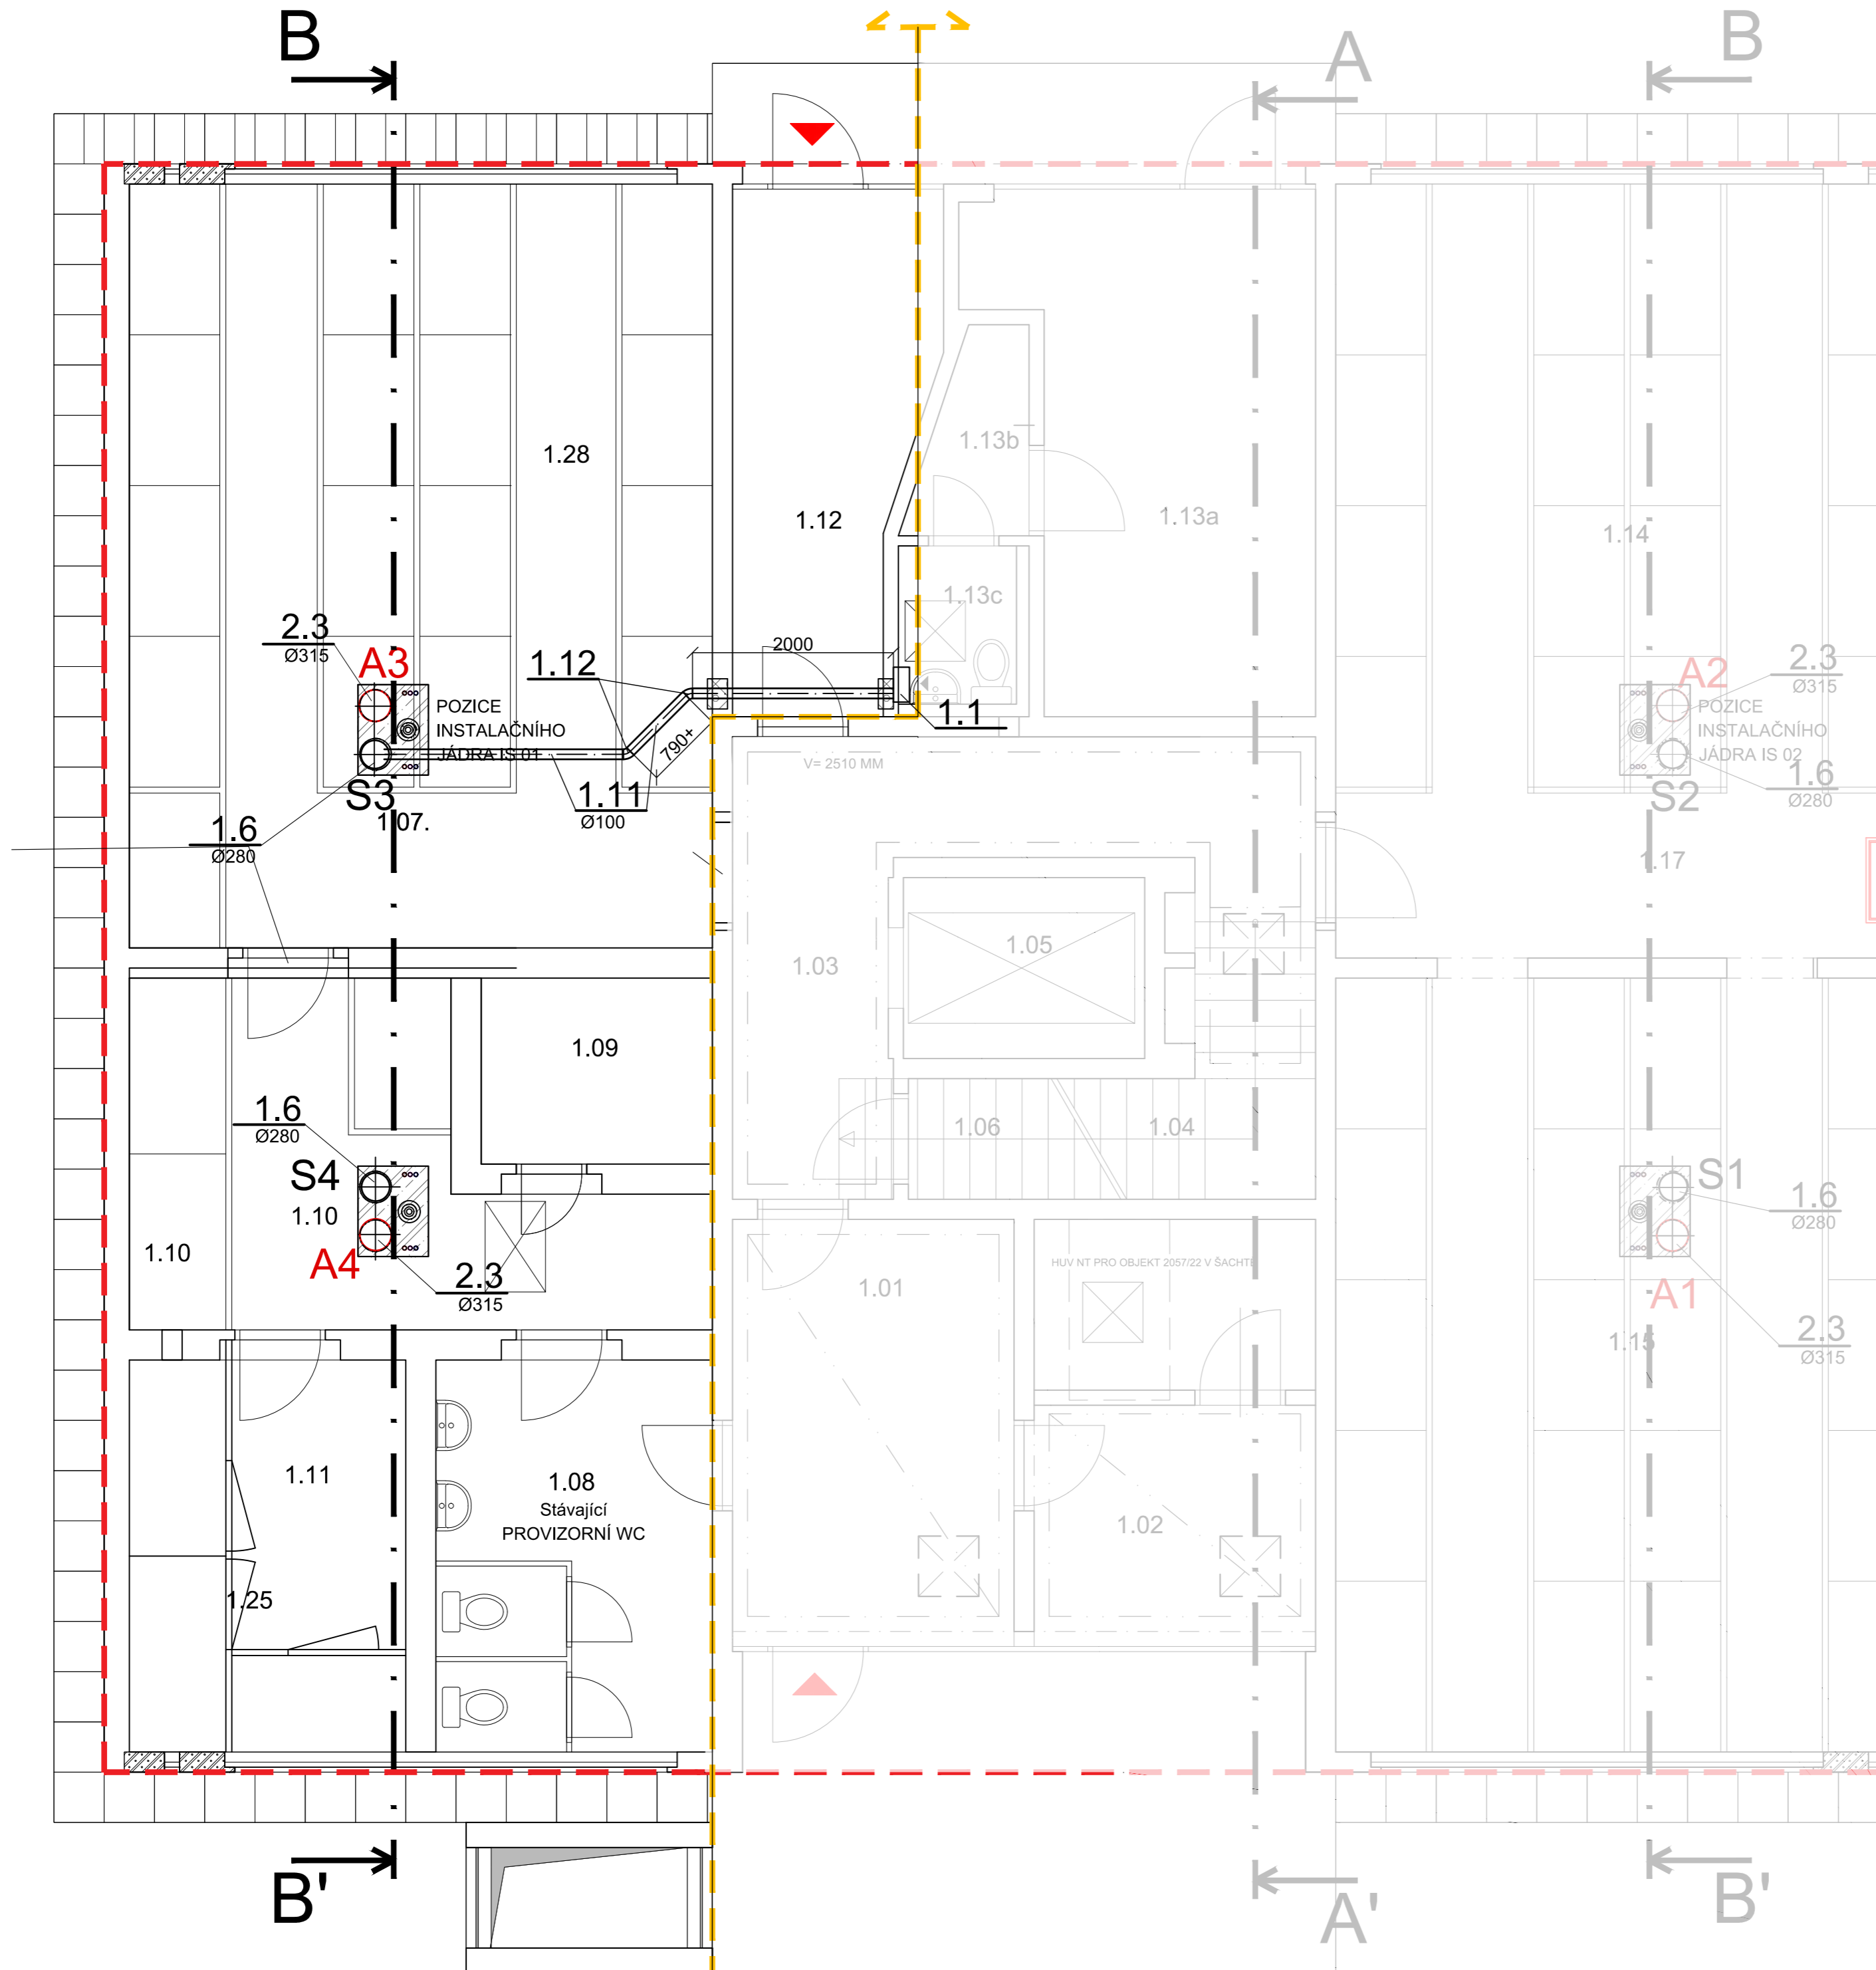 B
A
B
1.28
1.12
1.13b
1.13a
1.13c
1.14
2.3
Ø315
A3
POZICE
INSTALAČNÍHO
JÁDRA IS 01
S3
1.07.
1.12
2000
790+
1.11
Ø100
1.1
1.6
Ø280
V= 2510 MM
A2
2.3
Ø315
POZICE
INSTALAČNÍHO
JÁDRA IS 02
S2
1.6
Ø280
1.17
1.03
1.05
1.09
1.06
1.04
1.6
Ø280
S4
1.10
1.10
A4
2.3
Ø315
S1
1.6
Ø280
A1
2.3
Ø315
1.15
HUV NT PRO OBJEKT 2057/22 V ŠACHTĚ
1.01
1.02
1.11
1.08
Stávající
PROVIZORNÍ WC
1.25
B'
A'
B'